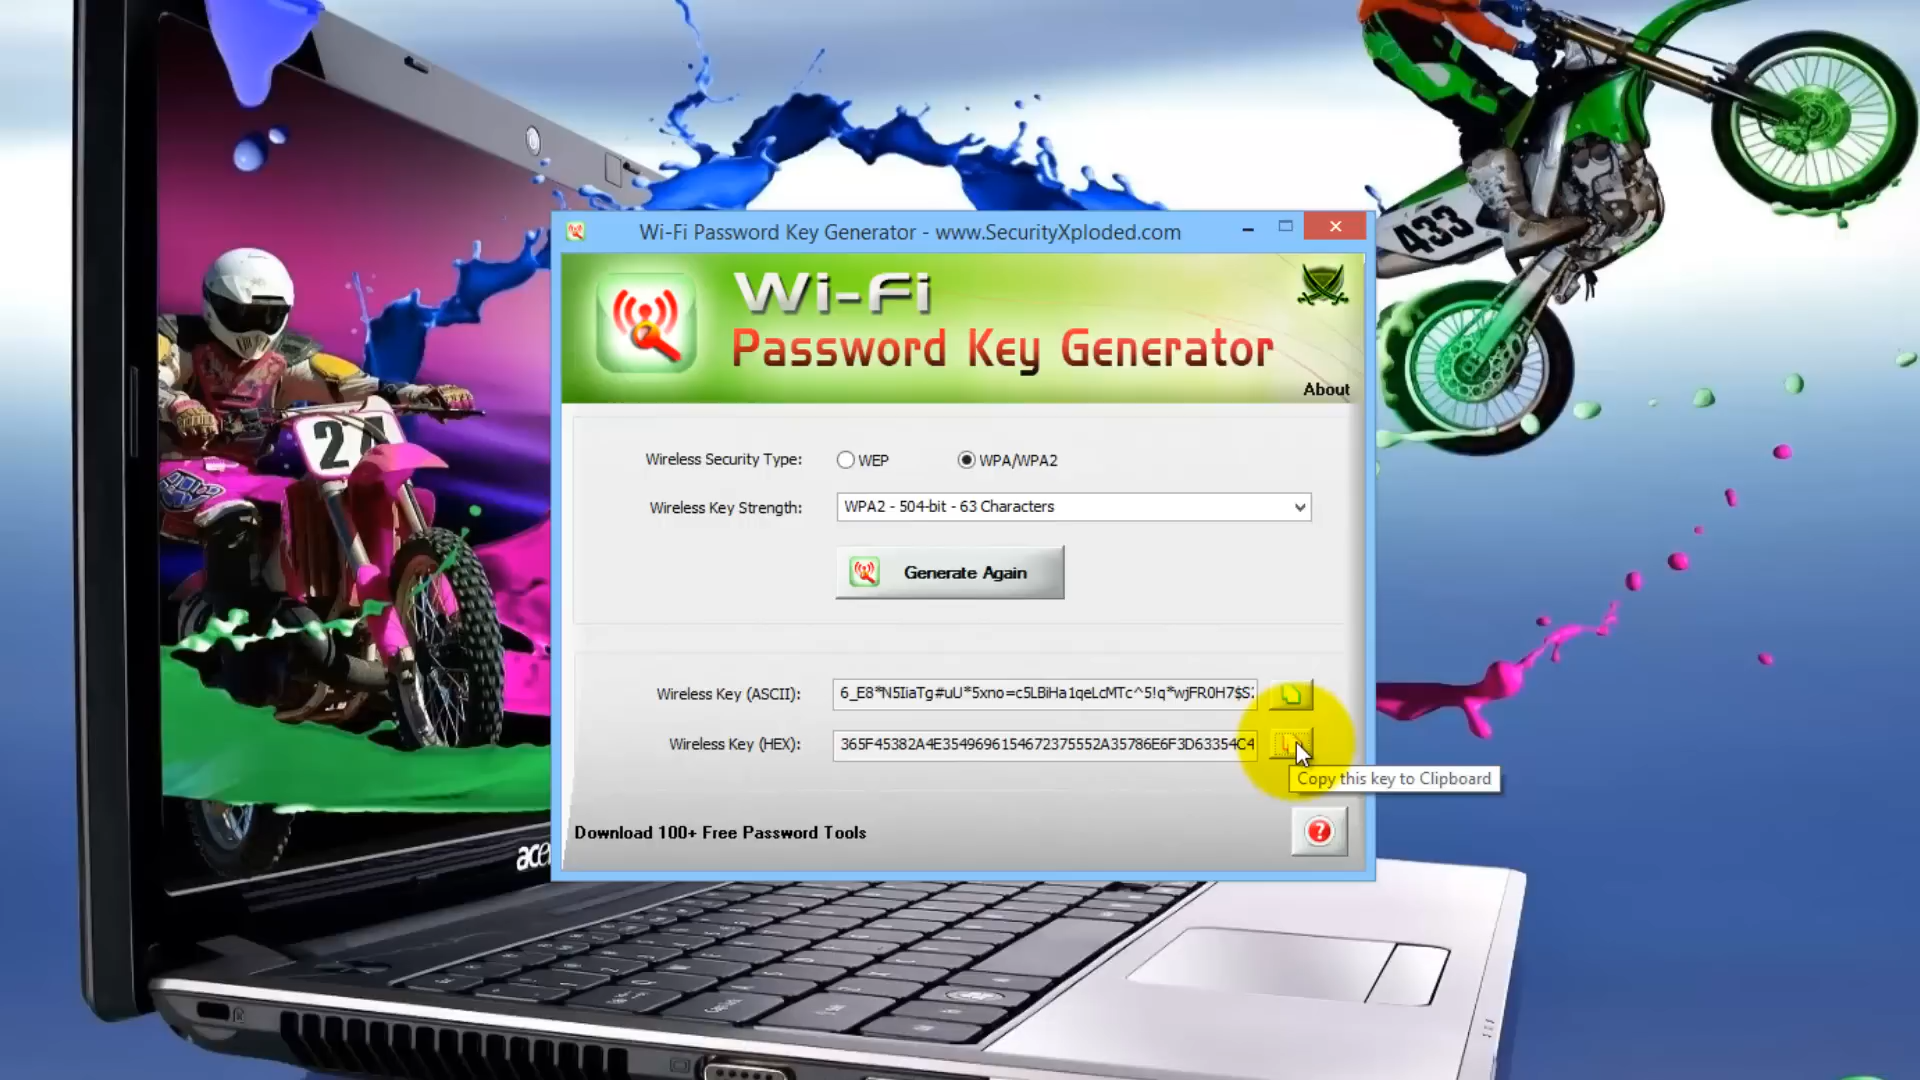 433
Wi-Fi Password Key Generator - www.SecurityXploded.com
Wi-Fi
Password Key Generator
About
24
Wireless Security Type: WEP WPA/WPA2
Wireless Key Strength: WPA2 - 504-bit - 63 Characters
Generate Again
Wireless Key (ASCII): 6_E8*N5IiaTg#uU*5xno=c5LBiHa1qeLcMTc^5!q*wjFR0H7$S
Wireless Key (HEX): 365F45382A4E3549696154672375552A35786E6F3D63354C4
Copy this key to Clipboard
Download 100+ Free Password Tools
?
acer